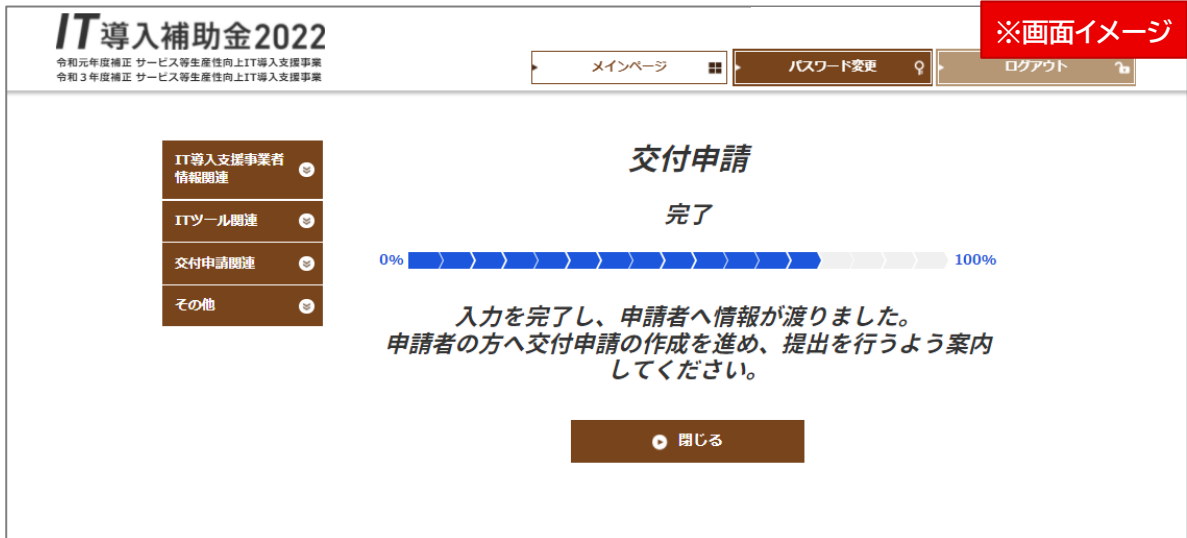 IT導入補助金2022
令和元年度補正 サービス等生産性向上IT導入支援事業
令和3年度補正 サービス等生産性向上IT導入支援事業
※画面イメージ
メインページ
パスワード変更
ログアウト
IT導入支援事業者
情報関連
ITツール関連
交付申請関連
その他
交付申請
完了
0%
100%
入力を完了し、申請者へ情報が渡りました。
申請者の方へ交付申請の作成を進め、提出を行うよう案内
してください。
閉じる